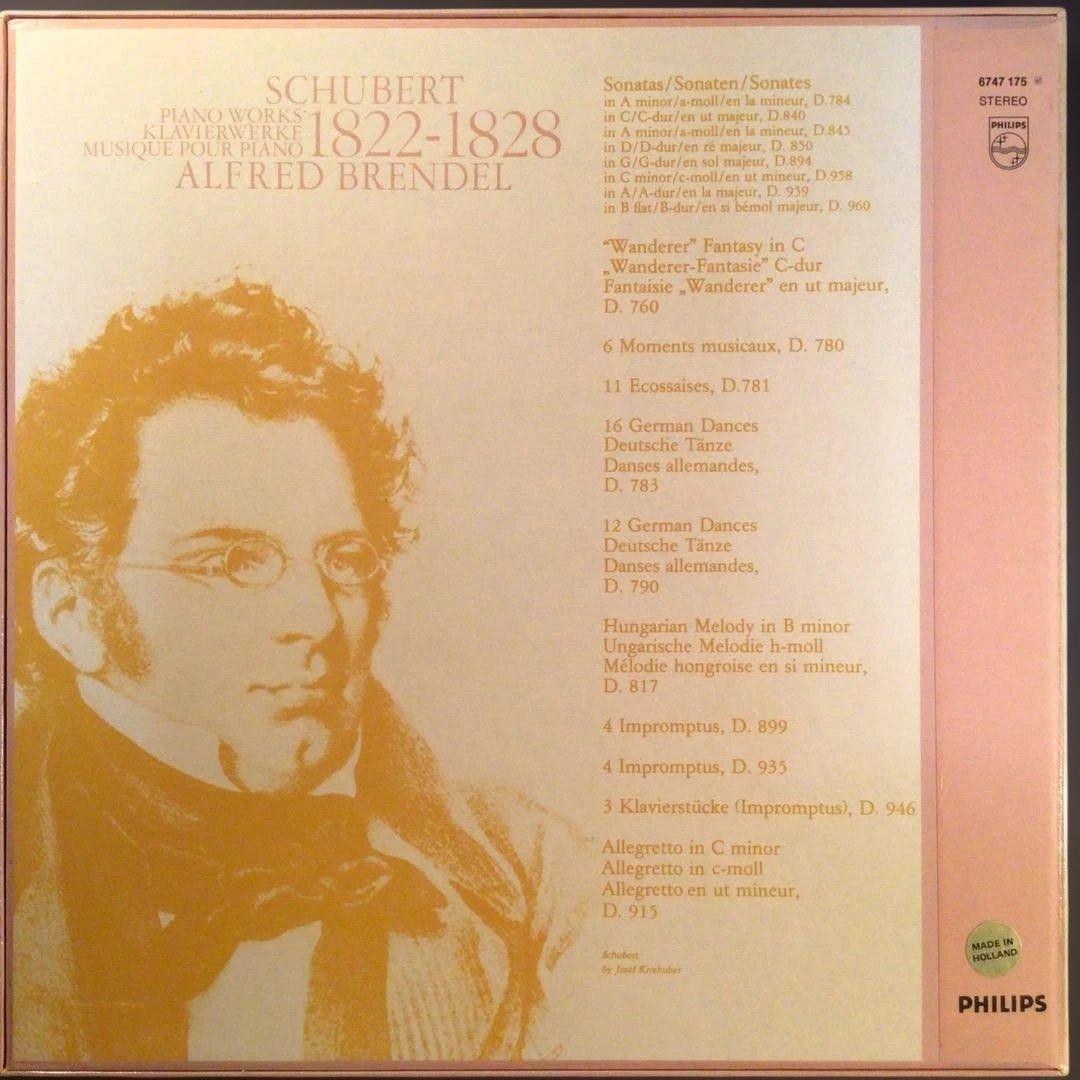 SCHUBERT
PIANO WORKS
KLAVIERWERKE
MUSIQUE POUR PIANO
1822-1828
ALFRED BRENDEL
Sonatas/Sonaten/Sonates
in A minor/a-moll/en la mineur, D.784
in C/C-dur/en ut majeur, D.840
in A minor/a-moll/en la mineur, D.845
in D/D-dur/en ré majeur, D. 850
in G/G-dur/en sol majeur, D.894
in C minor/c-moll/en ut mineur, D.958
in A/A-dur/en la majeur, D. 959
in B flat/B-dur/en si bémol majeur, D. 960
“Wanderer” Fantasy in C
„Wanderer-Fantasie” C-dur
Fantaisie „Wanderer” en ut majeur,
D. 760
6 Moments musicaux, D. 780
11 Ecossaises, D.781
16 German Dances
Deutsche Tänze
Danses allemandes,
D. 783
12 German Dances
Deutsche Tänze
Danses allemandes,
D. 790
Hungarian Melody in B minor
Ungarische Melodie h-moll
Mélodie hongroise en si mineur,
D. 817
4 Impromptus, D. 899
4 Impromptus, D. 935
3 Klavierstücke (Impromptus), D. 946
Allegretto in C minor
Allegretto in c-moll
Allegretto en ut mineur,
D. 915
Schubert
by Josef Kriehuber
6747 175
STEREO
PHILIPS
MADE IN
HOLLAND
PHILIPS